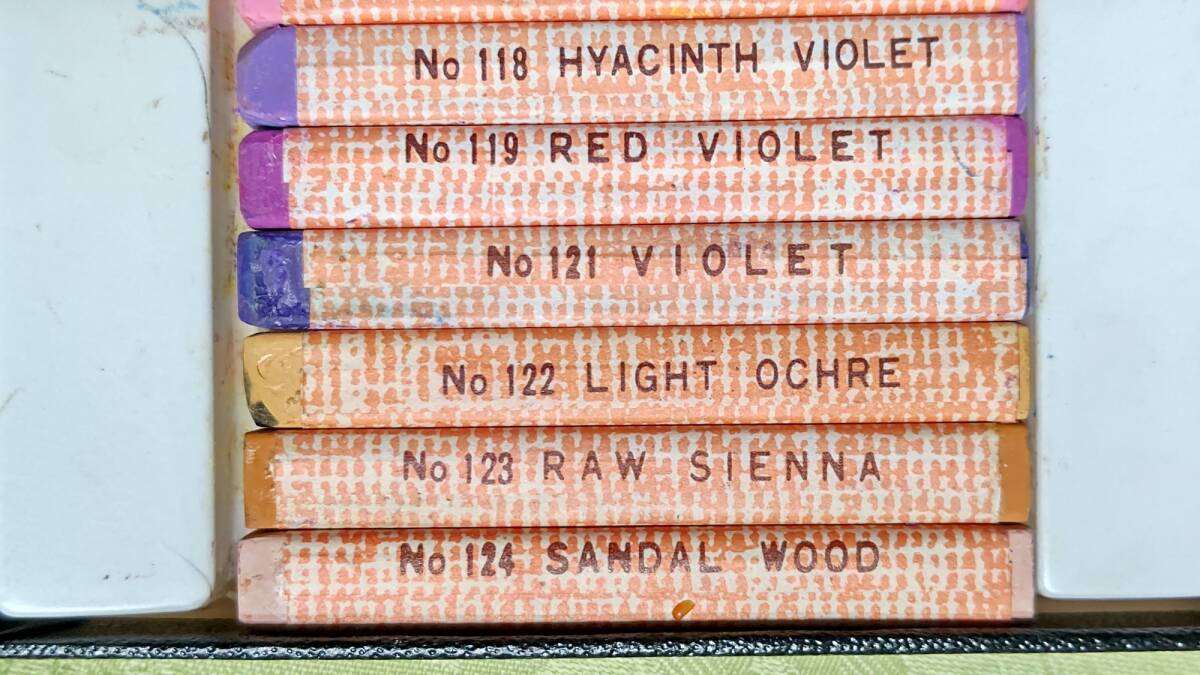 No 118 HYACINTH VIOLET
No 119 RED VIOLET
No 121 VIOLET
No 122 LIGHT OCHRE
No 123 RAW SIENNA
No 124 SANDAL WOOD